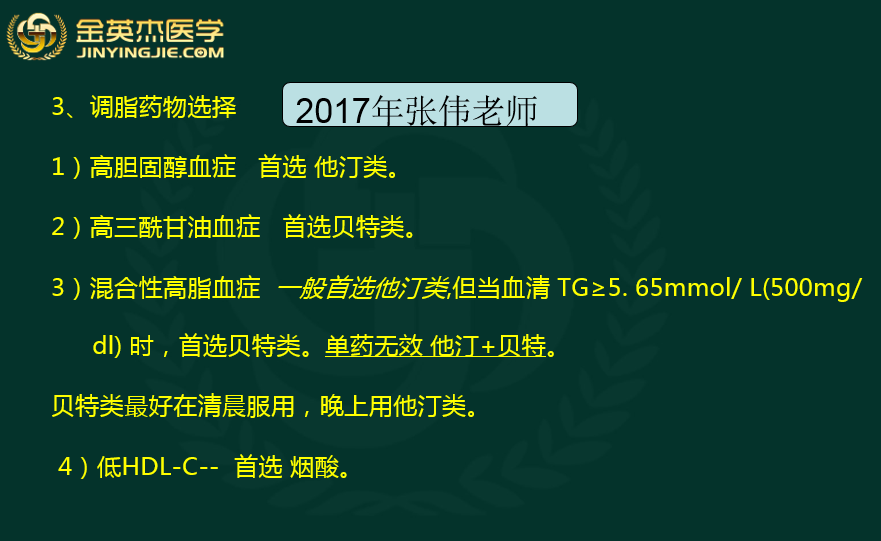 金英杰医学
JINYINGJIE.COM
3、调脂药物选择
2017年张伟老师
1）高胆固醇血症 首选 他汀类。
2）高三酰甘油血症 首选贝特类。
3）混合性高脂血症 一般首选他汀类,但当血清 TG≥5. 65mmol/ L(500mg/
dl) 时，首选贝特类。单药无效 他汀+贝特。
贝特类最好在清晨服用，晚上用他汀类。
4）低HDL-C-- 首选 烟酸。